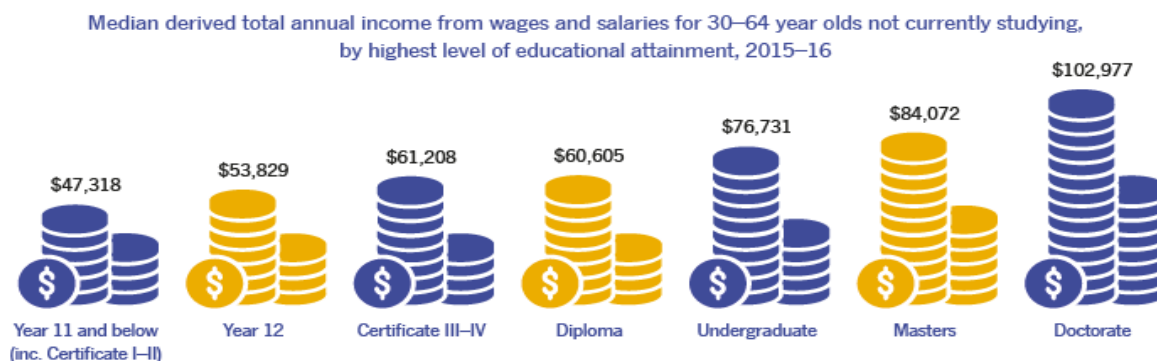 Median derived total annual income from wages and salaries for 30–64 year olds not currently studying,
by highest level of educational attainment, 2015–16
$47,318
$53,829
$61,208
$60,605
$76,731
$84,072
$102,977
$
$
$
$
$
$
$
Year 11 and below
(inc. Certificate I–II)
Year 12
Certificate III–IV
Diploma
Undergraduate
Masters
Doctorate